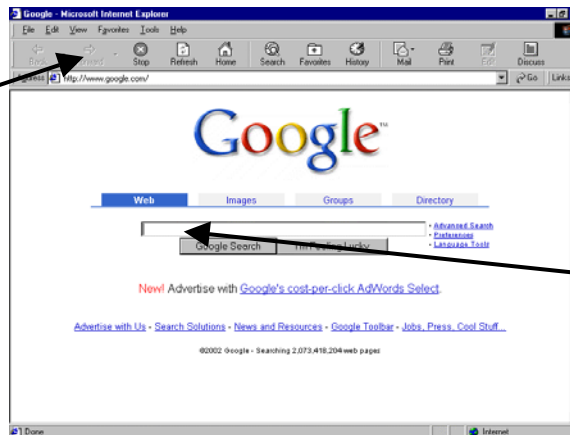 Google - Microsoft Internet Explorer
File Edit View Favorites Tools Help
Back Forward Stop Refresh Home Search Favorites History Mail Print Edit Discuss
Address http://www.google.com/ Go Links
Google™
Web Images Groups Directory
· Advanced Search
· Preferences
· Language Tools
Google Search I'm Feeling Lucky
New! Advertise with Google's cost-per-click AdWords Select.
Advertise with Us - Search Solutions - News and Resources - Google Toolbar - Jobs, Press, Cool Stuff...
©2002 Google - Searching 2,073,418,204 web pages
Done Internet